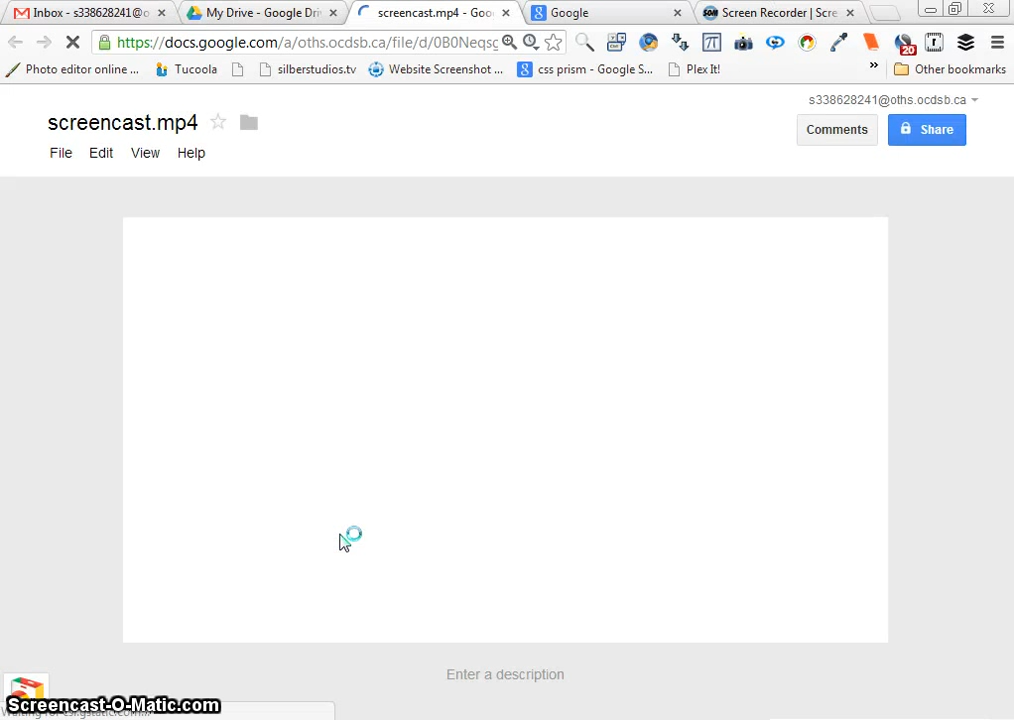 Inbox - s338628241@o
My Drive - Google Dri
screencast.mp4 - Goo
Google
Screen Recorder | Scre
https://docs.google.com/a/oths.ocdsb.ca/file/d/0B0Neqsg
20
Photo editor online ...
Tucoola
silberstudios.tv
Website Screenshot ...
css prism - Google S...
Plex It!
»
Other bookmarks
s338628241@oths.ocdsb.ca
screencast.mp4
Comments
Share
File Edit View Help
Enter a description
Screencast-O-Matic.com